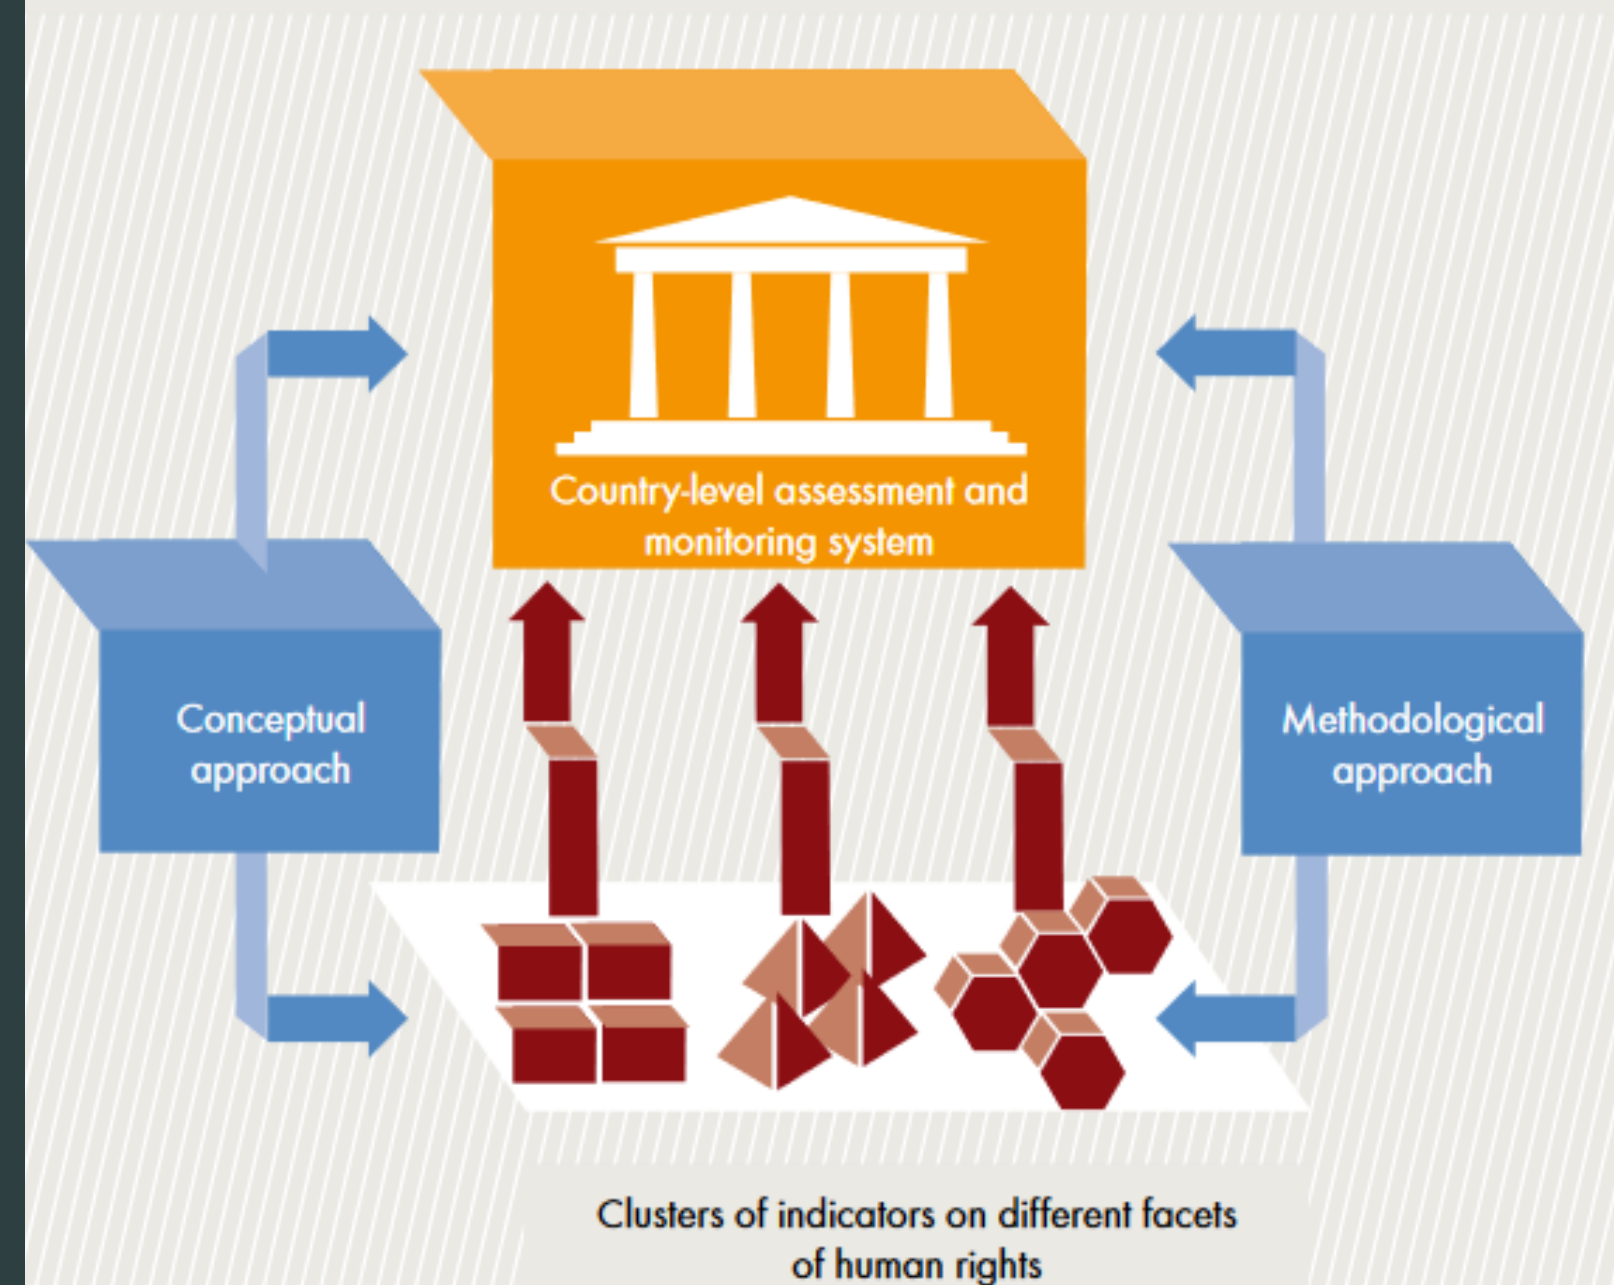 Country-level assessment and
monitoring system
Conceptual
approach
Methodological
approach
Clusters of indicators on different facets
of human rights